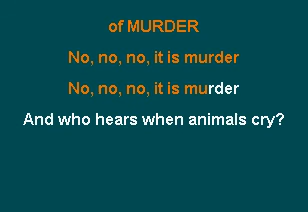 of MURDER
No, no, no, it is murder
No, no, no, it is murder
And who hears when animals cry?